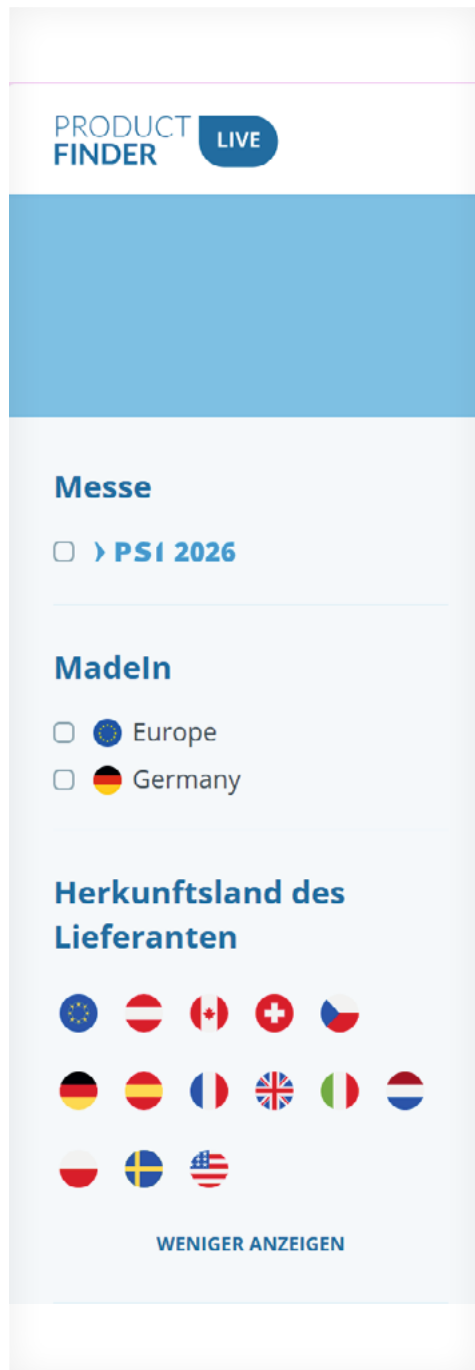 PRODUCT
FINDER
LIVE
Messe
PSI 2026
MadeIn
Europe
Germany
Herkunftsland des
Lieferanten
WENIGER ANZEIGEN